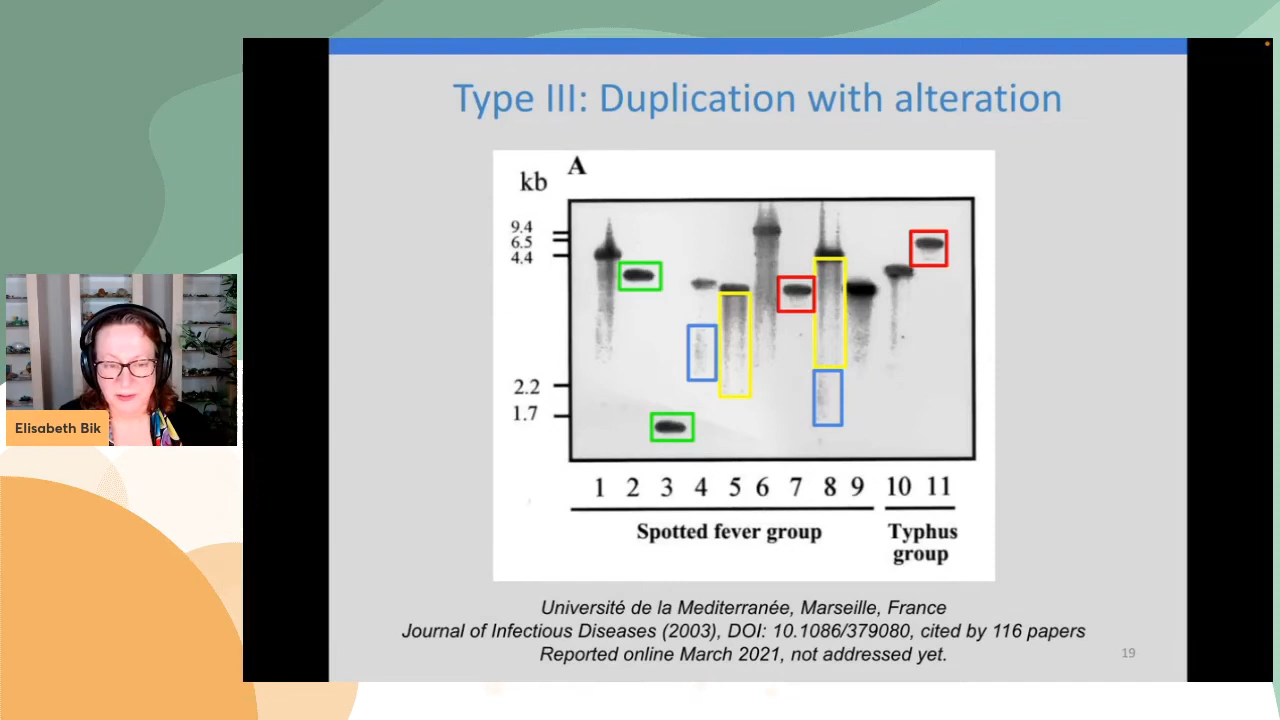 Type III: Duplication with alteration
A
kb
9.4
6.5
4.4
2.2
1.7
1 2 3 4 5 6 7 8 9 10 11
Spotted fever group
Typhus
group
Elisabeth Bik
Université de la Mediterranée, Marseille, France
Journal of Infectious Diseases (2003), DOI: 10.1086/379080, cited by 116 papers
Reported online March 2021, not addressed yet.
19